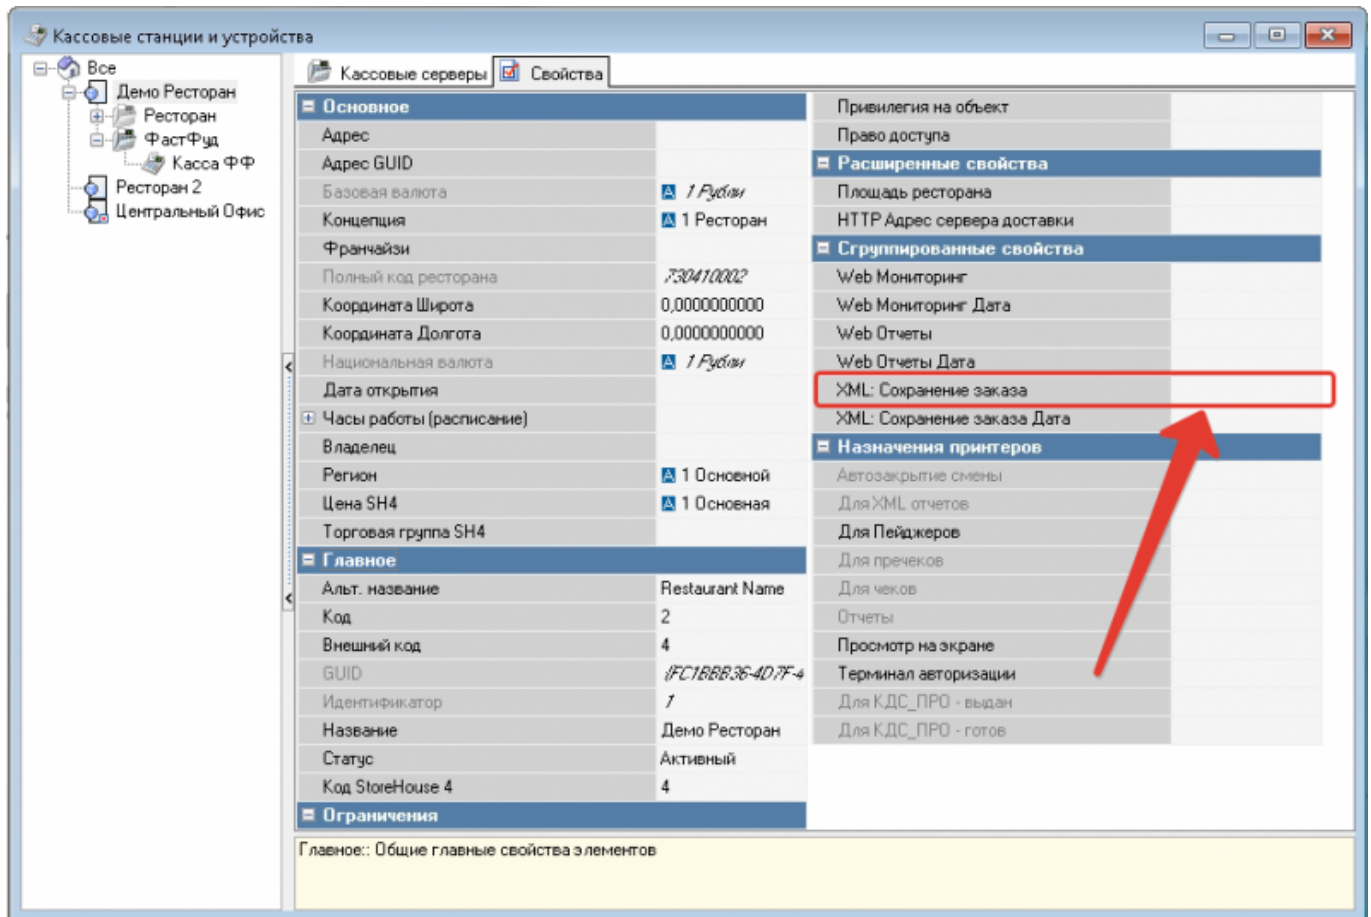 Кассовые станции и устройства
Все
Демо Ресторан
Ресторан
ФастФуд
Касса ФФ
Ресторан 2
Центральный Офис
Кассовые серверы
Свойства
Основное
Адрес
Адрес GUID
Базовая валюта 1 Рубли
Концепция 1 Ресторан
Франчайзи
Полный код ресторана 730410002
Координата Широта 0,0000000000
Координата Долгота 0,0000000000
Национальная валюта 1 Рубли
Дата открытия
Часы работы (расписание)
Владелец
Регион 1 Основной
Цена SH4 1 Основная
Торговая группа SH4
Главное
Альт. название Restaurant Name
Код 2
Внешний код 4
GUID {FC1BBB36-4D7F-4
Идентификатор 1
Название Демо Ресторан
Статус Активный
Код StoreHouse 4 4
Ограничения
Привилегия на объект
Право доступа
Расширенные свойства
Площадь ресторана
HTTP Адрес сервера доставки
Сгруппированные свойства
Web Мониторинг
Web Мониторинг Дата
Web Отчеты
Web Отчеты Дата
XML: Сохранение заказа
XML: Сохранение заказа Дата
Назначения принтеров
Автозакрытие смены
Для XML отчетов
Для Пейджеров
Для пречеков
Для чеков
Отчеты
Просмотр на экране
Терминал авторизации
Для КДС_ПРО - выдан
Для КДС_ПРО - готов
Главное:: Общие главные свойства элементов